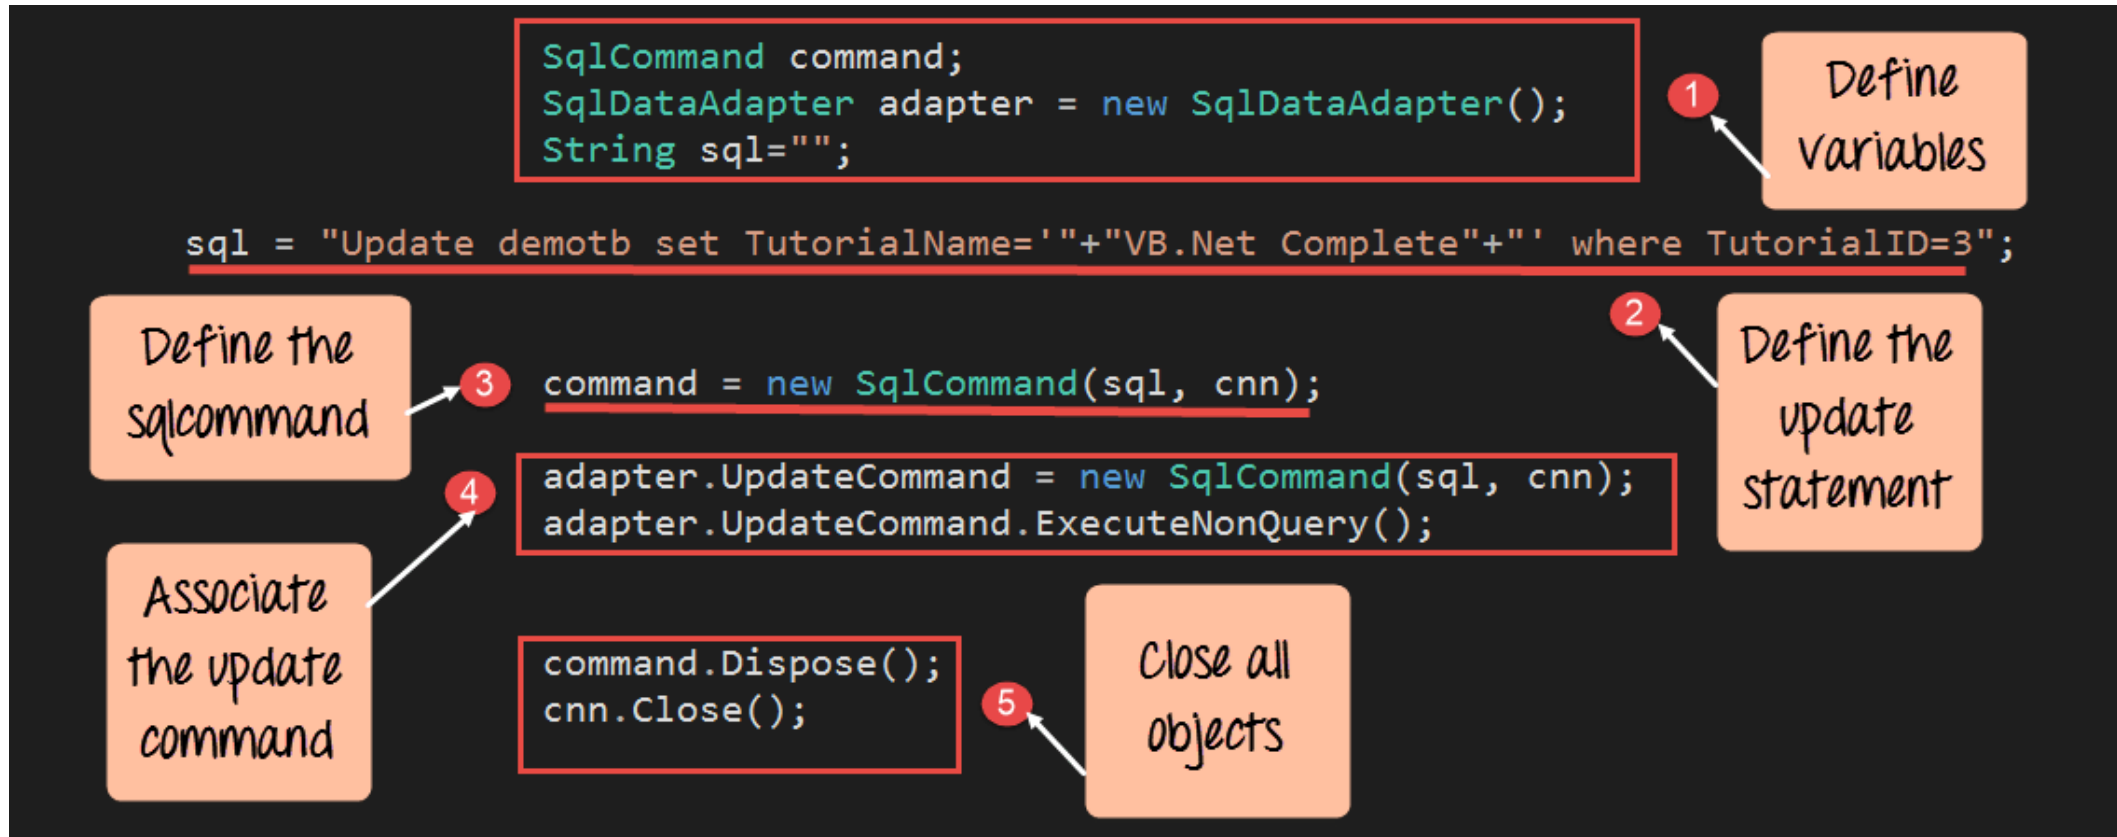 SqlCommand command;
SqlDataAdapter adapter = new SqlDataAdapter();
String sql="";
1
Define
variables
sql = "Update demotb set TutorialName='"+"VB.Net Complete"+"' where TutorialID=3";
2
Define the
update
statement
Define the
sqlcommand
3
command = new SqlCommand(sql, cnn);
4
adapter.UpdateCommand = new SqlCommand(sql, cnn);
adapter.UpdateCommand.ExecuteNonQuery();
Associate
the update
command
command.Dispose();
cnn.Close();
5
Close all
objects